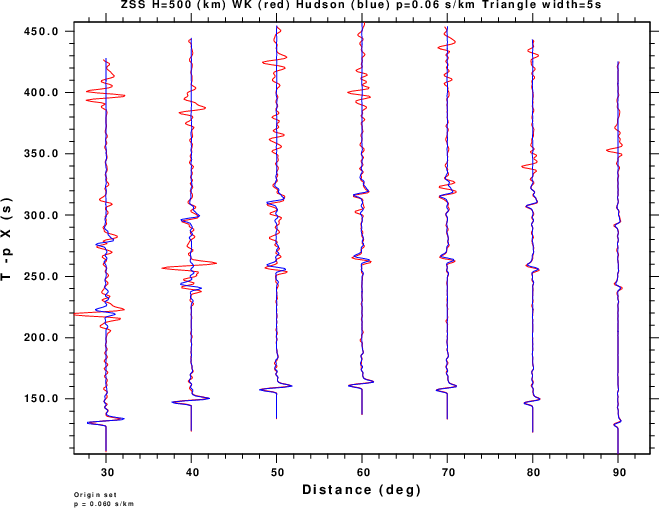 ZSS H=500 (km) WK (red) Hudson (blue) p=0.06 s/km Triangle width=5s
450.0
400.0
350.0
300.0
250.0
200.0
150.0
T -p X (s)
30 40 50 60 70 80 90
Distance (deg)
Origin set
p = 0.060 s/km